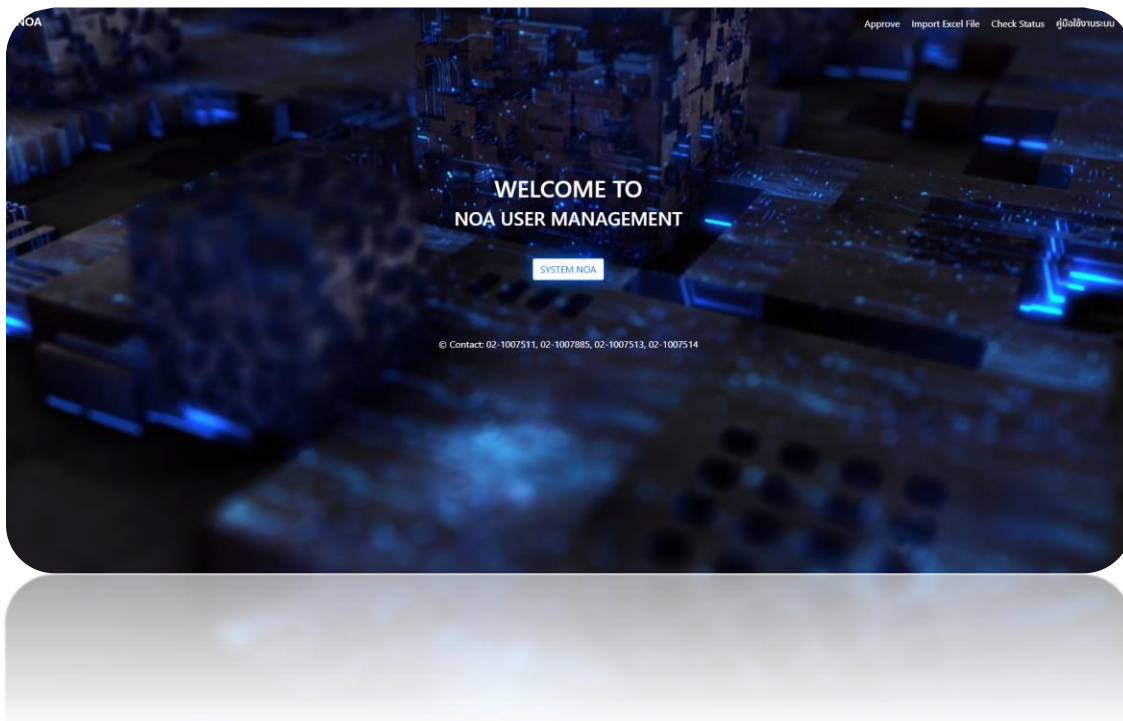 NOA
Approve Import Excel File Check Status คู่มือใช้งานระบบ
WELCOME TO
NOA USER MANAGEMENT
SYSTEM NOA
© Contact: 02-1007511, 02-1007885, 02-1007513, 02-1007514